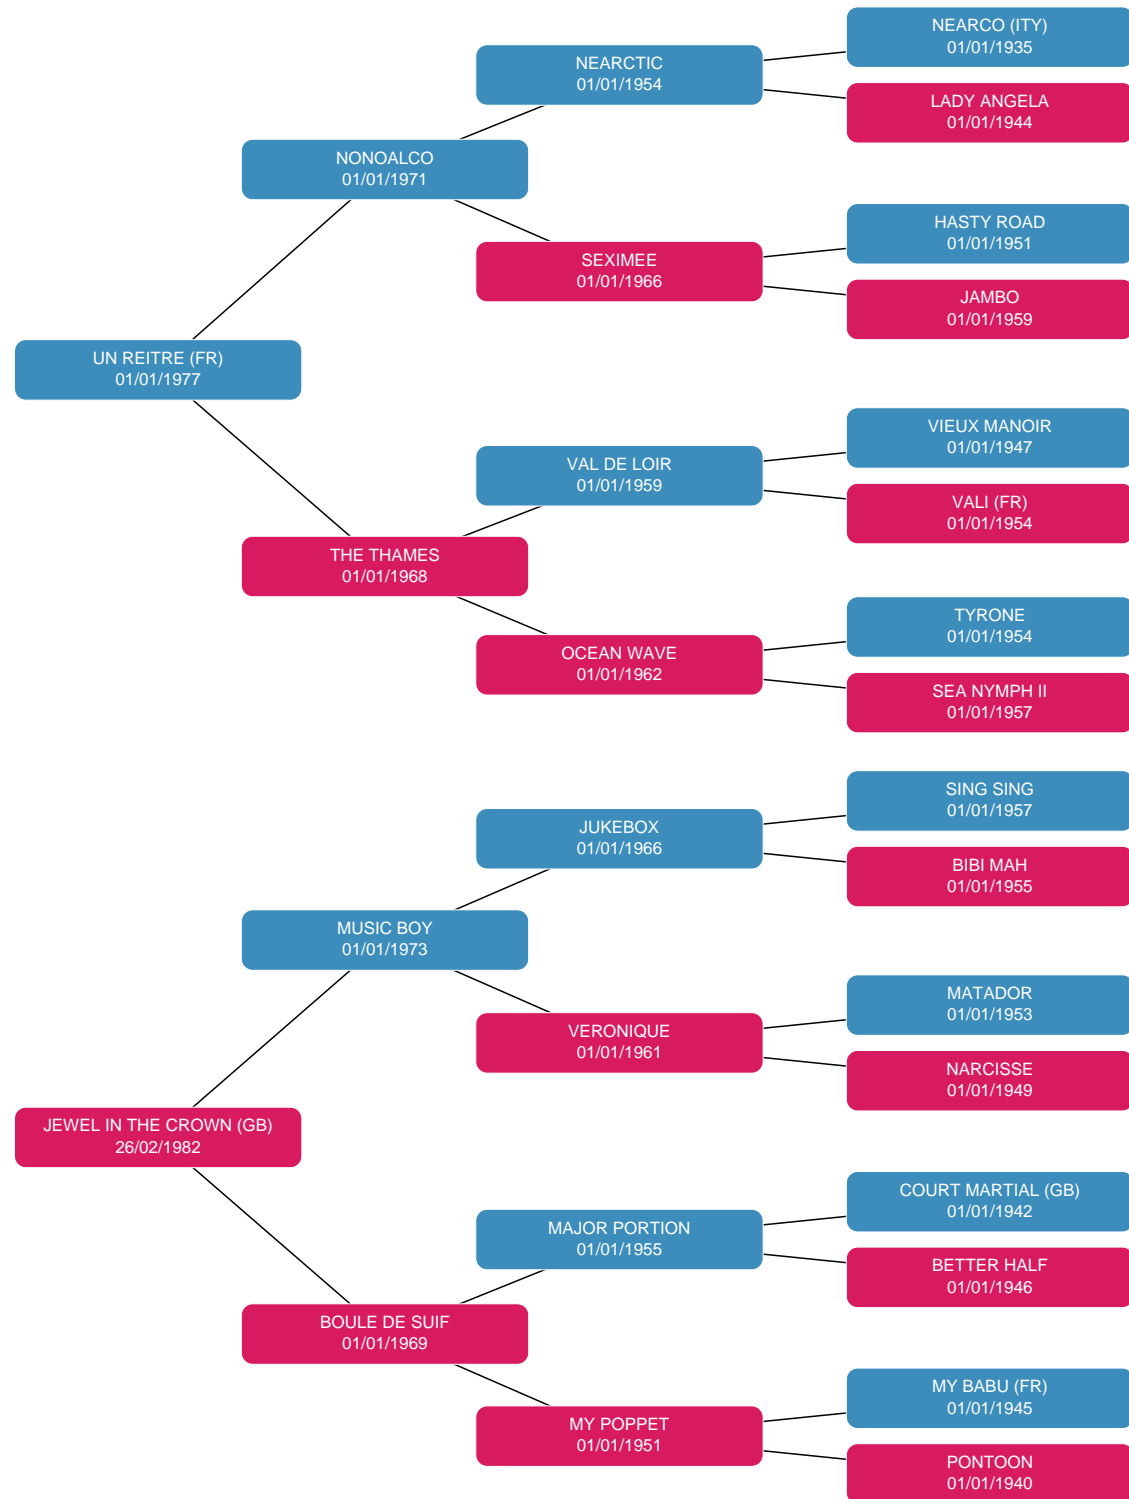 NEARCO (ITY)
01/01/1935
NEARCTIC
01/01/1954
LADY ANGELA
01/01/1944
NONOALCO
01/01/1971
HASTY ROAD
01/01/1951
SEXIMEE
01/01/1966
JAMBO
01/01/1959
UN REITRE (FR)
01/01/1977
VIEUX MANOIR
01/01/1947
VAL DE LOIR
01/01/1959
VALI (FR)
01/01/1954
THE THAMES
01/01/1968
TYRONE
01/01/1954
OCEAN WAVE
01/01/1962
SEA NYMPH II
01/01/1957
SING SING
01/01/1957
JUKEBOX
01/01/1966
BIBI MAH
01/01/1955
MUSIC BOY
01/01/1973
MATADOR
01/01/1953
VERONIQUE
01/01/1961
NARCISSE
01/01/1949
JEWEL IN THE CROWN (GB)
26/02/1982
COURT MARTIAL (GB)
01/01/1942
MAJOR PORTION
01/01/1955
BETTER HALF
01/01/1946
BOULE DE SUIF
01/01/1969
MY BABU (FR)
01/01/1945
MY POPPET
01/01/1951
PONTOON
01/01/1940